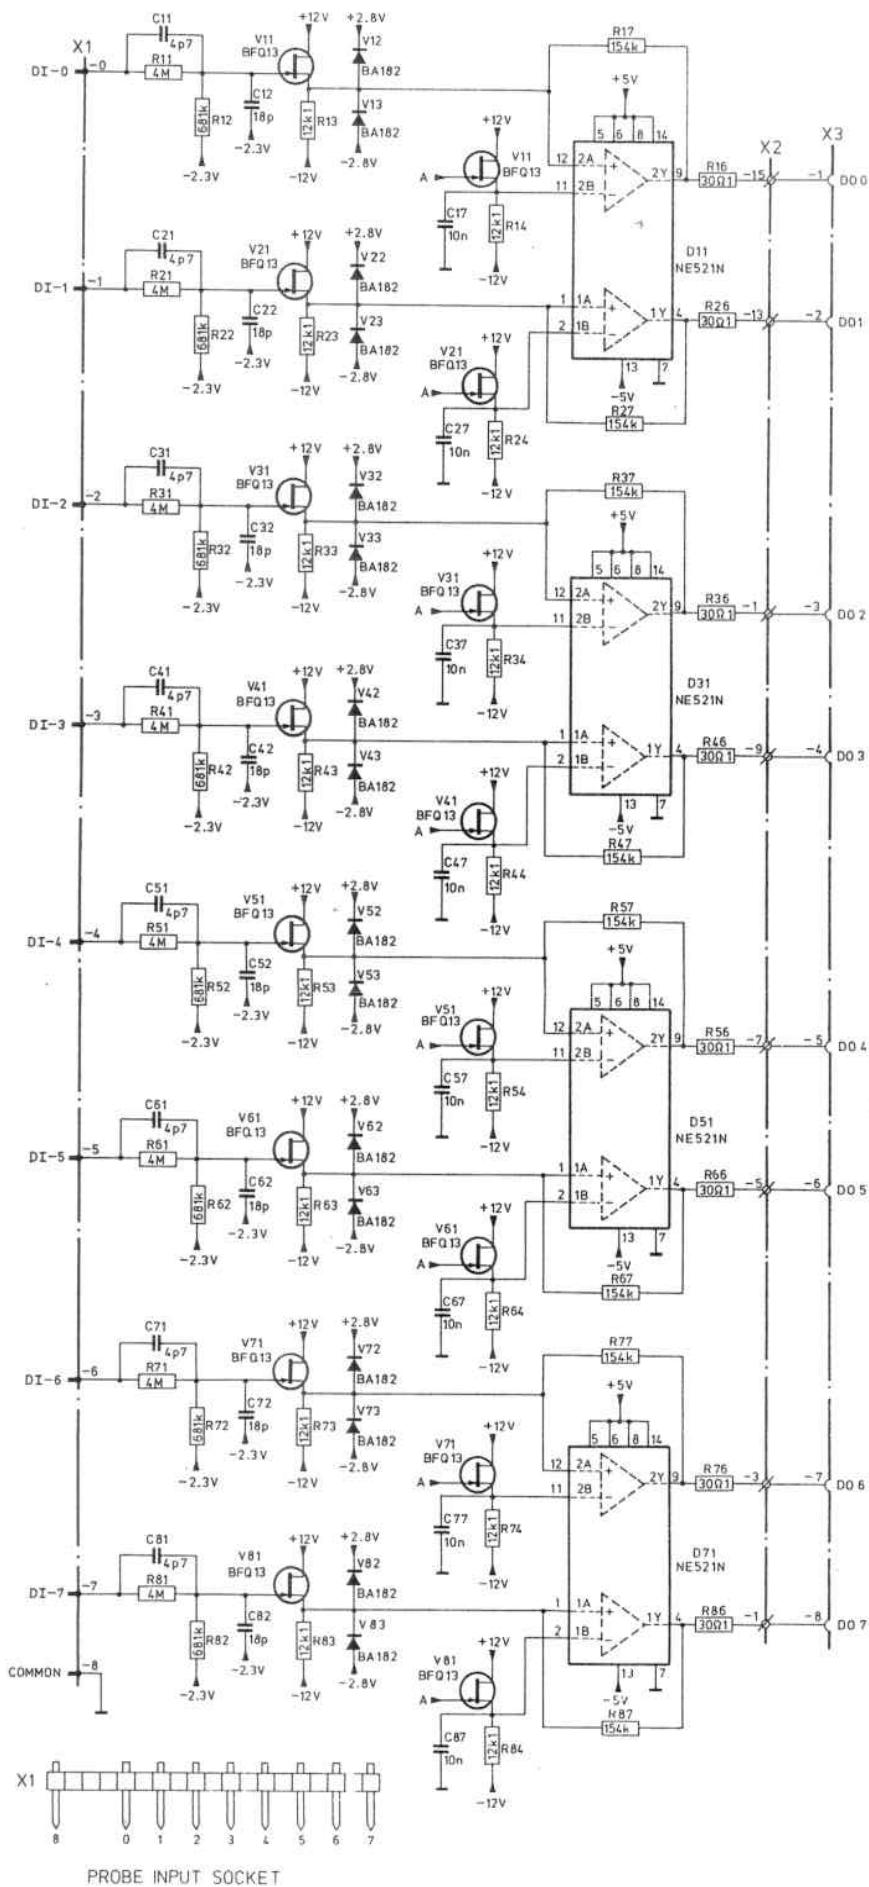 C11 4p7 +12V +2.8V R17 154k
X1 V11 BFQ13 V12 BA182 +5V
DI-0 -0 R11 4M C12 18p V13 BA182 +12V 5 6 8 14 X2 X3
681k R12 12k1 R13 V11 BFQ13 12 2A + 2Y 9 R16 30Ω1 -15 -1 DO0
-2.3V -2.3V -12V -2.8V A 11 2B -
C17 10n 12k1 R14 D11 NE521N
C21 4p7 +12V +2.8V -12V
V21 BFQ13 V22 BA182
DI-1 -1 R21 4M C22 18p V23 BA182 1 1A + 1Y 4 R26 30Ω1 -13 -2 DO1
681k R22 12k1 R23 +12V 2 1B -
-2.3V -2.3V -12V -2.8V V21 BFQ13 A 13 7 -5V
R27 154k
C27 10n 12k1 R24
C31 4p7 +12V +2.8V -12V R37 154k
V31 BFQ13 V32 BA182 +5V
DI-2 -2 R31 4M C32 18p V33 BA182 +12V 5 6 8 14
681k R32 12k1 R33 V31 BFQ13 12 2A + 2Y 9 R36 30Ω1 -1 -3 DO2
-2.3V -2.3V -12V -2.8V A 11 2B -
C37 10n 12k1 R34 D31 NE521N
C41 4p7 +12V +2.8V -12V
V41 BFQ13 V42 BA182
DI-3 -3 R41 4M C42 18p V43 BA182 1 1A + 1Y 4 R46 30Ω1 -9 -4 DO3
681k R42 12k1 R43 +12V 2 1B -
-2.3V -2.3V -12V -2.8V V41 BFQ13 A 13 7 -5V
R47 154k
C47 10n 12k1 R44
C51 4p7 +12V +2.8V -12V R57 154k
V51 BFQ13 V52 BA182 +5V
DI-4 -4 R51 4M C52 18p V53 BA182 +12V 5 6 8 14
681k R52 12k1 R53 V51 BFQ13 12 2A + 2Y 9 R56 30Ω1 -7 -5 DO4
-2.3V -2.3V -12V -2.8V A 11 2B -
C57 10n 12k1 R54 D51 NE521N
C61 4p7 +12V +2.8V -12V
V61 BFQ13 V62 BA182
DI-5 -5 R61 4M C62 18p V63 BA182 1 1A + 1Y 4 R66 30Ω1 -5 -6 DO5
681k R62 12k1 R63 +12V 2 1B -
-2.3V -2.3V -12V -2.8V V61 BFQ13 A 13 7 -5V
R67 154k
C67 10n 12k1 R64
C71 4p7 +12V +2.8V -12V R77 154k
V71 BFQ13 V72 BA182 +5V
DI-6 -6 R71 4M C72 18p V73 BA182 +12V 5 6 8 14
681k R72 12k1 R73 V71 BFQ13 12 2A + 2Y 9 R76 30Ω1 -3 -7 DO6
-2.3V -2.3V -12V -2.8V A 11 2B -
C77 10n 12k1 R74 D71 NE521N
C81 4p7 +12V +2.8V -12V
V81 BFQ13 V82 BA182
DI-7 -7 R81 4M C82 18p V83 BA182 1 1A + 1Y 4 R86 30Ω1 -1 -8 DO7
681k R82 12k1 R83 +12V 2 1B -
COMMON -8 -2.3V -2.3V -12V -2.8V V81 BFQ13 A 13 7 -5V
R87 154k
C87 10n 12k1 R84
-12V
X1
8 0 1 2 3 4 5 6 7
PROBE INPUT SOCKET